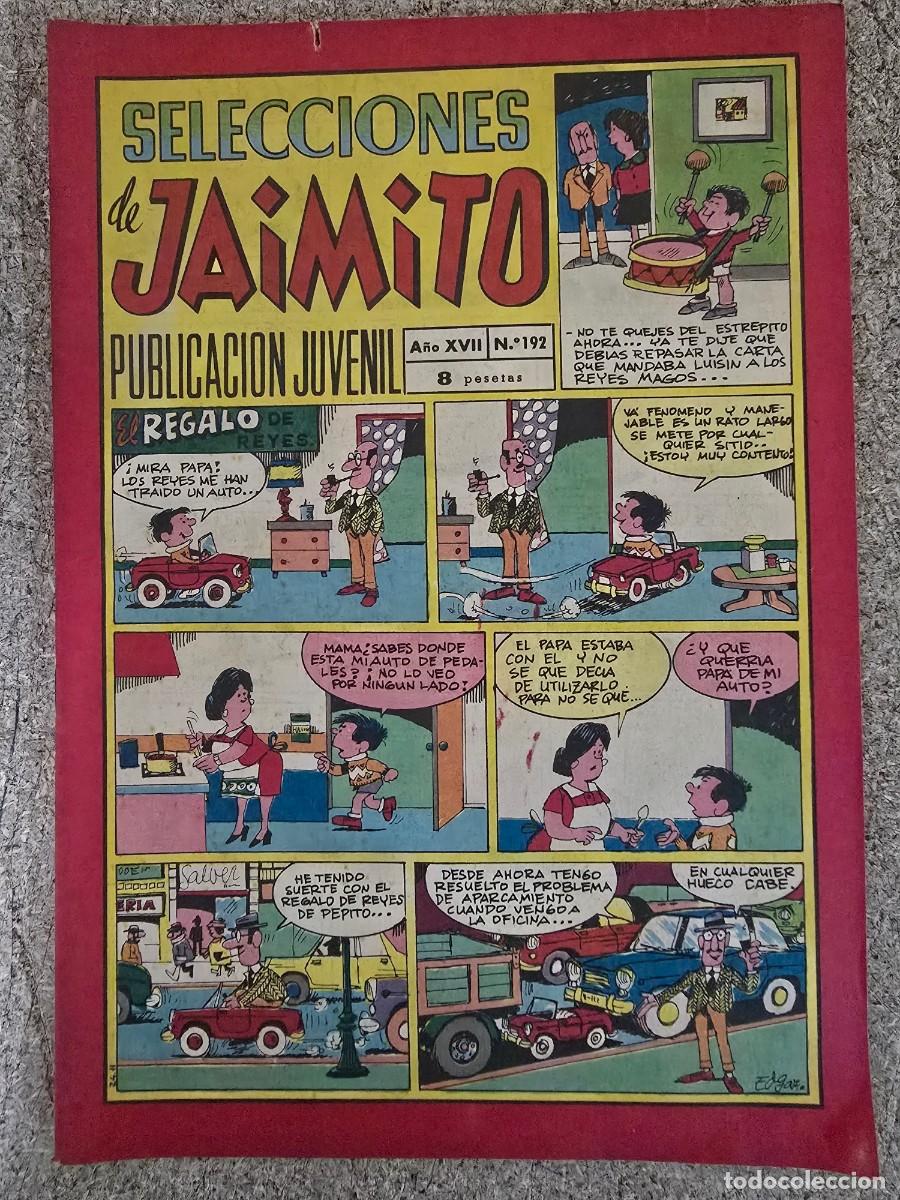 SELECCIONES
de JAiMiTO
PUBLICACION JUVENIL
Año XVII
N.º 192
8 pesetas
- NO TE QUEJES DEL ESTREPITO
AHORA... YA TE DIJE QUE
DEBIAS REPASAR LA CARTA
QUE MANDABA LUISIN A LOS
REYES MAGOS...
El REGALO DE
REYES.
¡MIRA PAPA!
LOS REYES ME HAN
TRAIDO UN AUTO...
VA FENOMENO Y MANE-
JABLE ES UN RATO LARGO
SE METE POR CUAL-
QUIER SITIO..
¡ESTOY MUY CONTENTO!
MAMA ¿SABES DONDE
ESTA MI AUTO DE PEDA-
LES?! NO LO VEO
POR NINGUN LADO!
EL PAPA ESTABA
CON EL Y NO
SE QUE DECIA
DE UTILIZARLO
PARA NO SE QUE...
¿Y QUE
QUERRIA
PAPA DE MI
AUTO?
HE TENIDO
SUERTE CON EL
REGALO DE REYES
DE PEPITO...
DESDE AHORA TENGO
RESUELTO EL PROBLEMA
DE APARCAMIENTO
CUANDO VENGO A
LA OFICINA...
EN CUALQUIER
HUECO CABE.
ERIA
Edgar.
todocoleccion